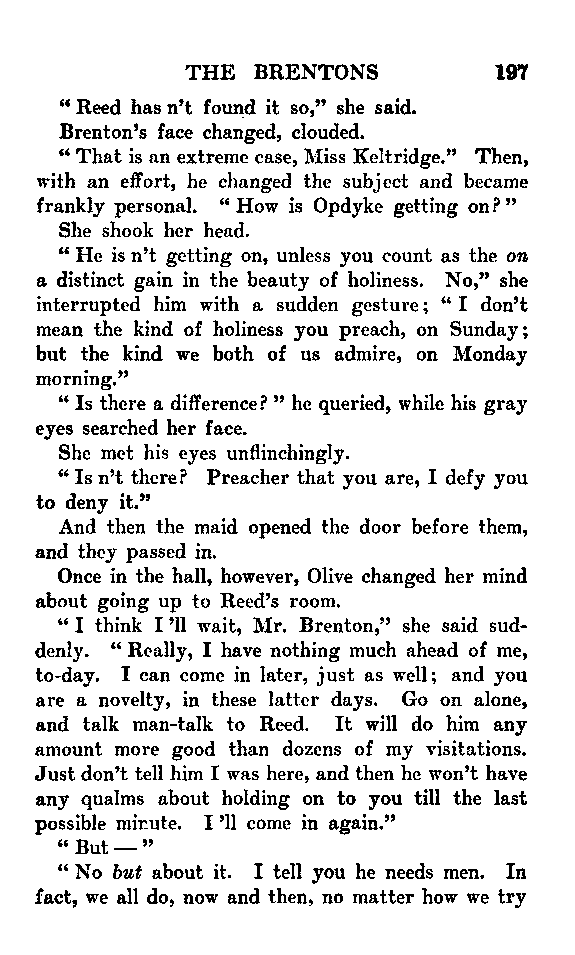 THE BRENTONS 197
“ Reed has n’t found it so,” she said.
Brenton’s face changed, clouded.
“ That is an extreme case, Miss Keltridge.” Then,
with an effort, he changed the subject and became
frankly personal. “ How is Opdyke getting on? ”
She shook her head.
“ He is n’t getting on, unless you count as the on
a distinct gain in the beauty of holiness. No,” she
interrupted him with a sudden gesture; “ I don’t
mean the kind of holiness you preach, on Sunday;
but the kind we both of us admire, on Monday
morning.”
“ Is there a difference? ” he queried, while his gray
eyes searched her face.
She met his eyes unflinchingly.
“ Is n’t there? Preacher that you are, I defy you
to deny it.”
And then the maid opened the door before them,
and they passed in.
Once in the hall, however, Olive changed her mind
about going up to Reed’s room.
“ I think I ’ll wait, Mr. Brenton,” she said sud-
denly. “ Really, I have nothing much ahead of me,
to-day. I can come in later, just as well; and you
are a novelty, in these latter days. Go on alone,
and talk man-talk to Reed. It will do him any
amount more good than dozens of my visitations.
Just don’t tell him I was here, and then he won’t have
any qualms about holding on to you till the last
possible minute. I ’ll come in again.”
“ But — ”
“ No but about it. I tell you he needs men. In
fact, we all do, now and then, no matter how we try